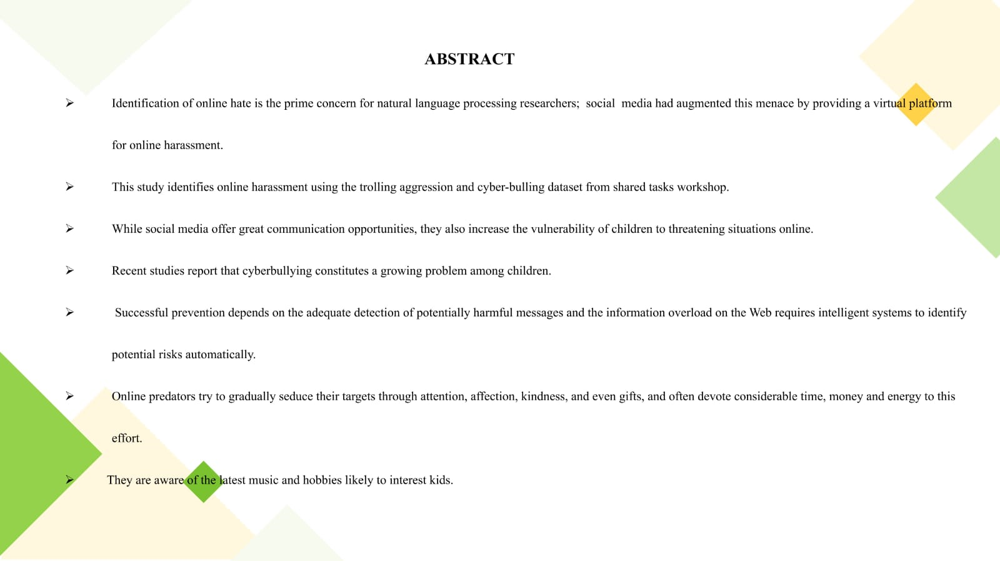 ABSTRACT
➢ Identification of online hate is the prime concern for natural language processing researchers;  social  media had augmented this menace by providing a virtual platform
for online harassment.
➢ This study identifies online harassment using the trolling aggression and cyber-bulling dataset from shared tasks workshop.
➢ While social media offer great communication opportunities, they also increase the vulnerability of children to threatening situations online.
➢ Recent studies report that cyberbullying constitutes a growing problem among children.
➢ Successful prevention depends on the adequate detection of potentially harmful messages and the information overload on the Web requires intelligent systems to identify
potential risks automatically.
➢ Online predators try to gradually seduce their targets through attention, affection, kindness, and even gifts, and often devote considerable time, money and energy to this
effort.
➢ They are aware of the latest music and hobbies likely to interest kids.